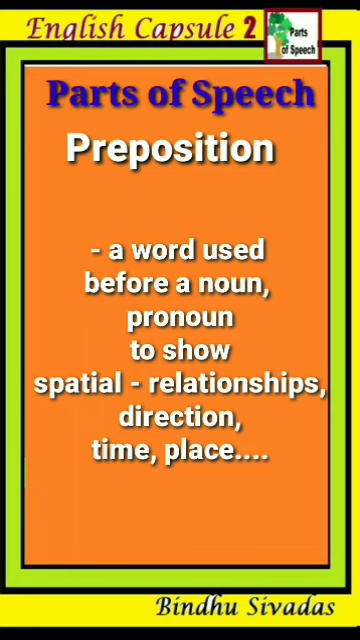 English Capsule 2
Parts
of Speech
Parts of Speech
Preposition
- a word used
before a noun,
pronoun
to show
spatial - relationships,
direction,
time, place....
Bindhu Sivadas